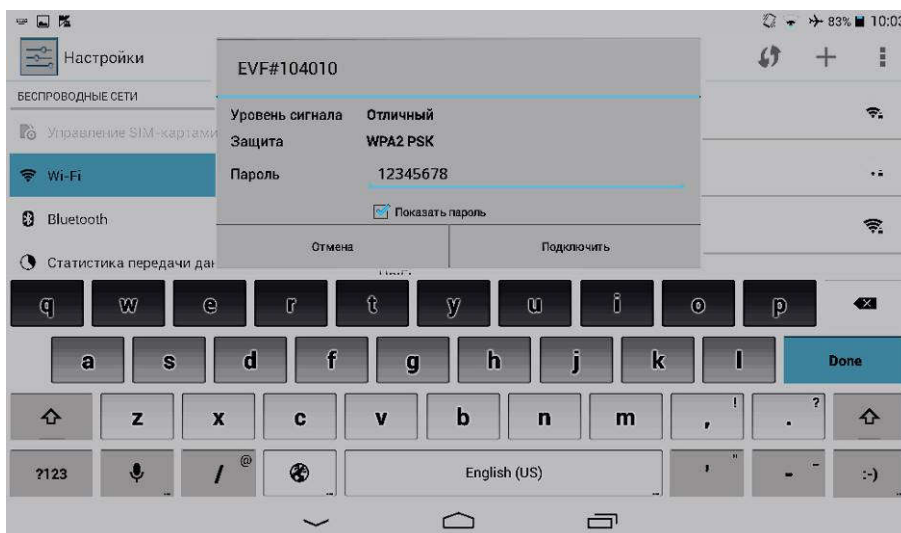 83% 10:03
Настройки
EVF#104010
БЕСПРОВОДНЫЕ СЕТИ
Уровень сигнала Отличный
Управление SIM-картами
Защита WPA2 PSK
Wi-Fi
Пароль 12345678
Bluetooth
Показать пароль
Отмена Подключить
Статистика передачи дан
q w e r t y u i o p
a s d f g h j k l Done
z x c v b n m , ! . ?
?123 / @ English (US) ' " - _ :-)